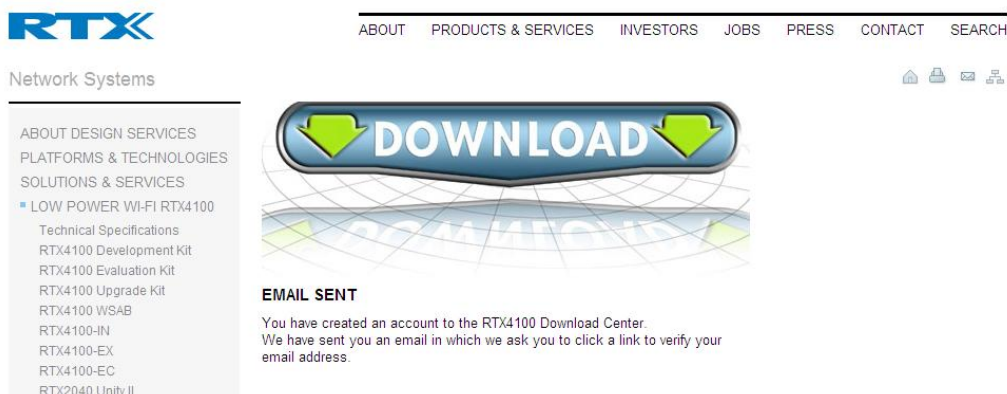 RTX
ABOUT PRODUCTS & SERVICES INVESTORS JOBS PRESS CONTACT SEARCH
Network Systems
ABOUT DESIGN SERVICES
PLATFORMS & TECHNOLOGIES
SOLUTIONS & SERVICES
LOW POWER WI-FI RTX4100
Technical Specifications
RTX4100 Development Kit
RTX4100 Evaluation Kit
RTX4100 Upgrade Kit
RTX4100 WSAB
RTX4100-IN
RTX4100-EX
RTX4100-EC
RTX2040 Unity II
DOWNLOAD
EMAIL SENT
You have created an account to the RTX4100 Download Center.
We have sent you an email in which we ask you to click a link to verify your
email address.